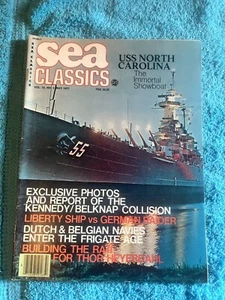 sea
CLASSICS
USS NORTH
CAROLINA
The
Immortal
Showboat
55
EXCLUSIVE PHOTOS
AND REPORT OF THE
KENNEDY/BELKNAP COLLISION
LIBERTY SHIP vs GERMAN RAIDER
DUTCH & BELGIAN NAVIES
ENTER THE FRIGATE AGE
BUILDING THE
FOR THOR HEYERDAHL